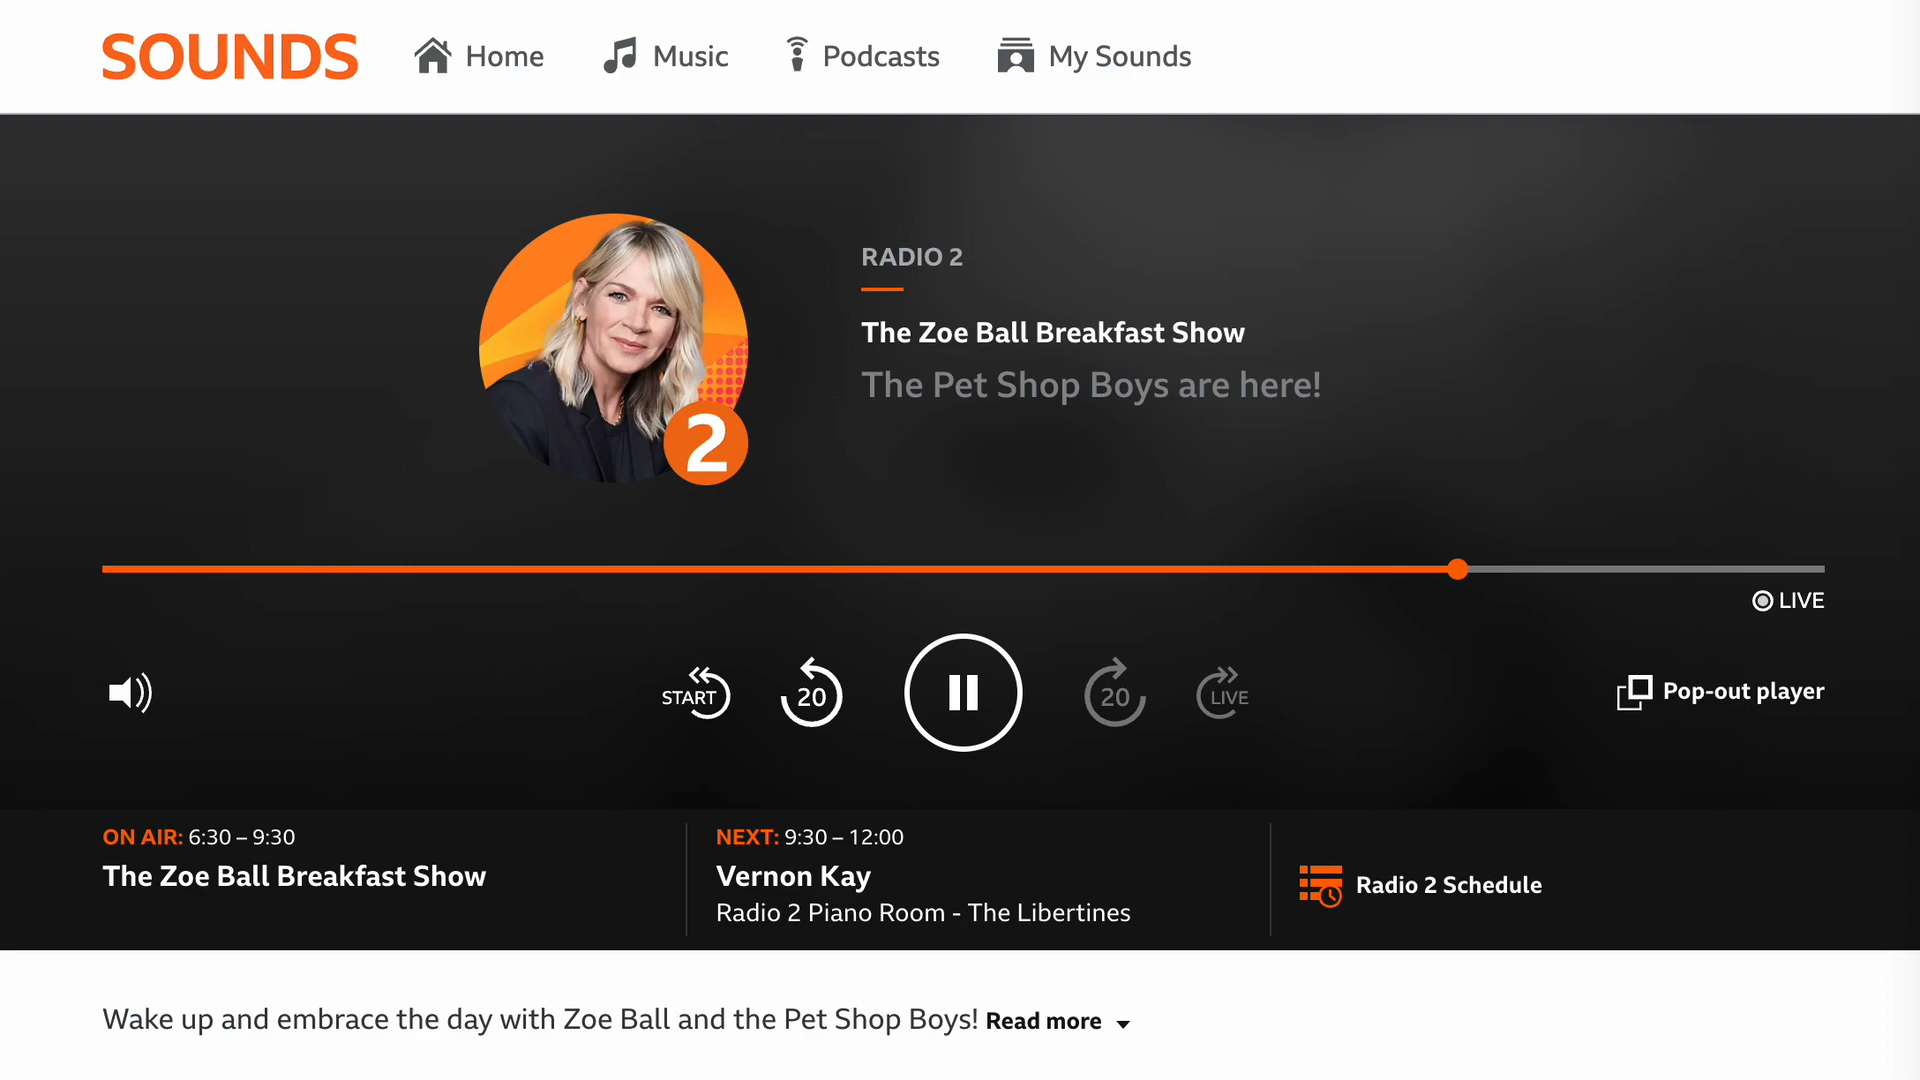 SOUNDS Home Music Podcasts My Sounds
RADIO 2
The Zoe Ball Breakfast Show
The Pet Shop Boys are here!
2
LIVE
START 20 20 LIVE Pop-out player
ON AIR: 6:30 – 9:30
The Zoe Ball Breakfast Show
NEXT: 9:30 – 12:00
Vernon Kay
Radio 2 Piano Room - The Libertines
Radio 2 Schedule
Wake up and embrace the day with Zoe Ball and the Pet Shop Boys! Read more